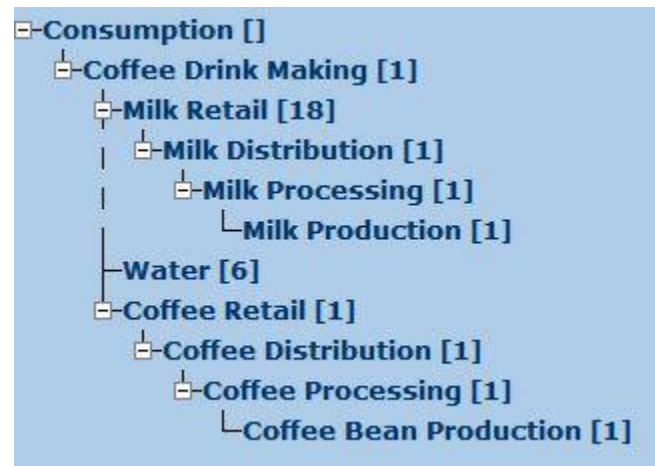 Consumption []
Coffee Drink Making [1]
Milk Retail [18]
Milk Distribution [1]
Milk Processing [1]
Milk Production [1]
Water [6]
Coffee Retail [1]
Coffee Distribution [1]
Coffee Processing [1]
Coffee Bean Production [1]